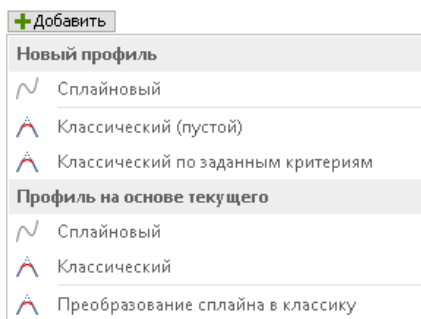 Добавить
Новый профиль
Сплайновый
Классический (пустой)
Классический по заданным критериям
Профиль на основе текущего
Сплайновый
Классический
Преобразование сплайна в классику